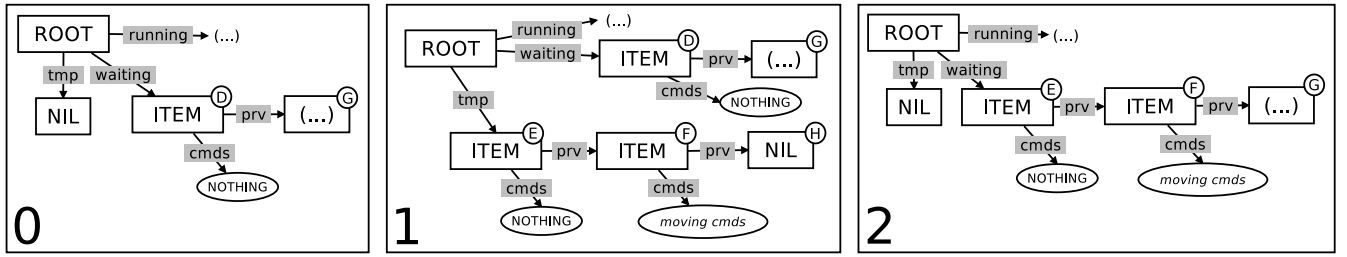 ROOT running (...)
tmp waiting
D G
NIL ITEM prv (...)
cmds
NOTHING
0
running (...)
ROOT waiting ITEM D prv (...) G
tmp cmds
NOTHING
E F H
ITEM prv ITEM prv NIL
cmds cmds
NOTHING moving cmds
1
ROOT running (...)
tmp waiting
E F G
NIL ITEM prv ITEM prv (...)
cmds cmds
NOTHING moving cmds
2